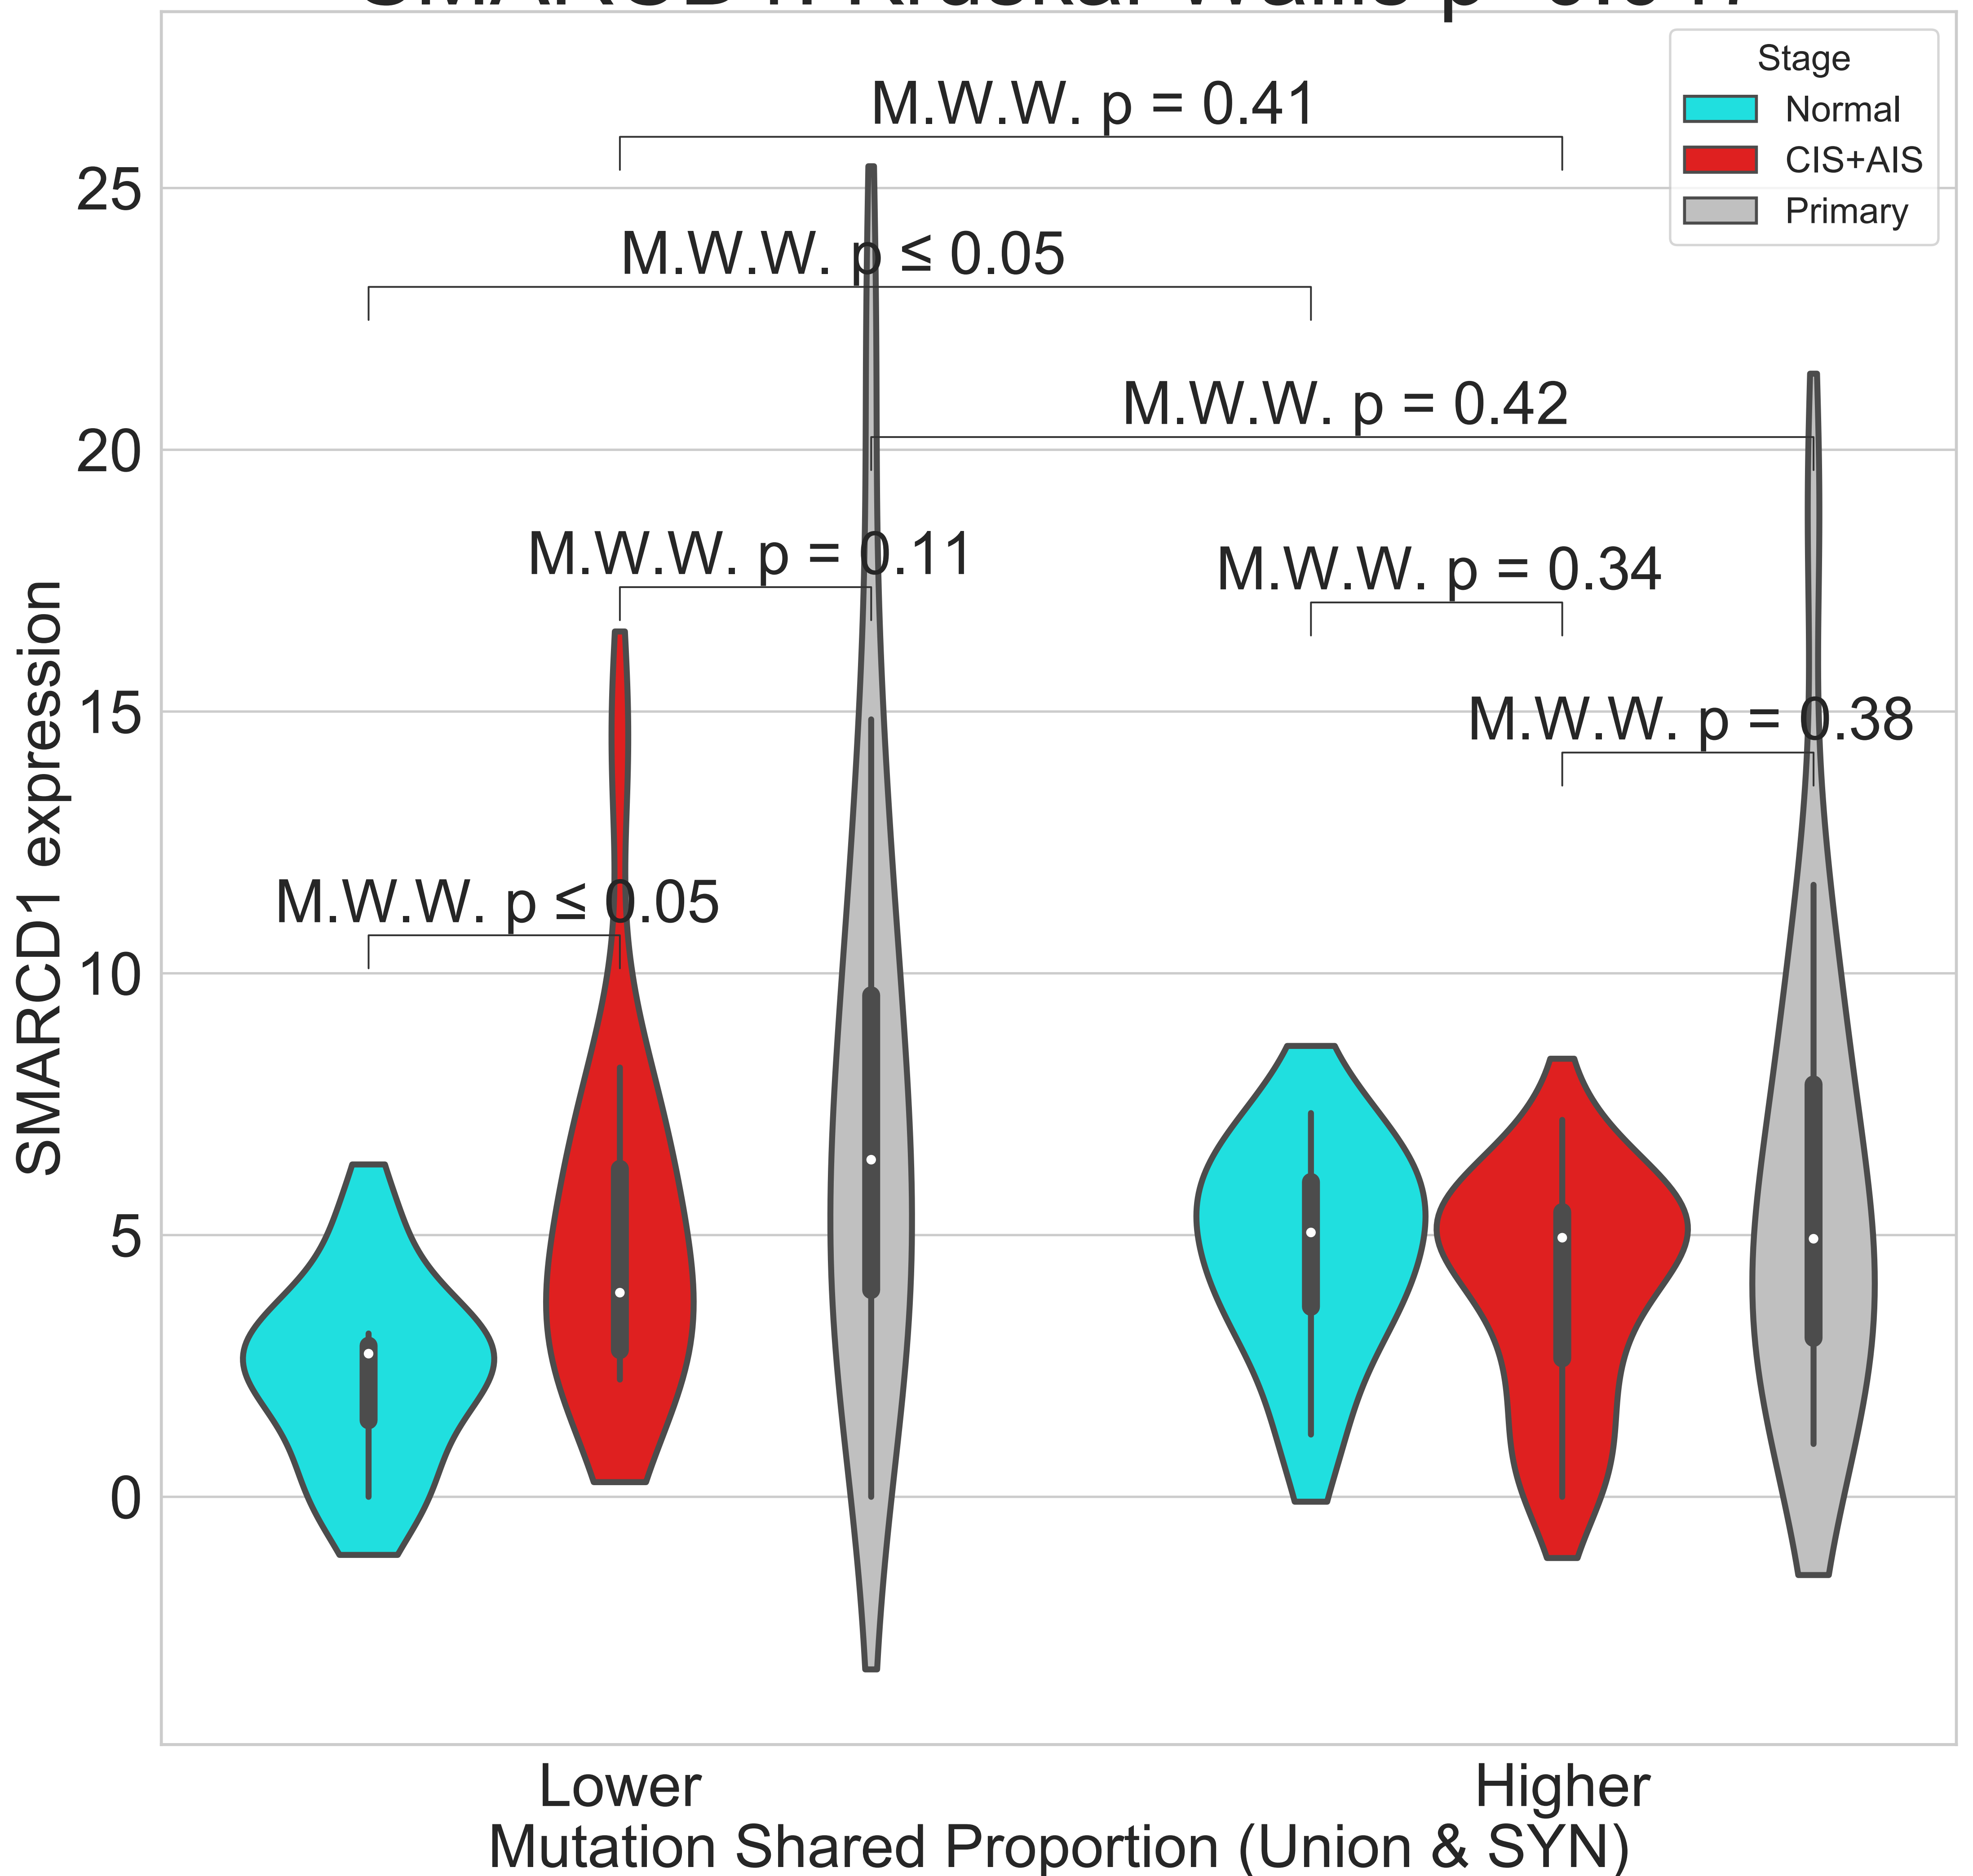 Stage
Normal
CIS+AIS
Primary
M.W.W. p = 0.41
M.W.W. p ≤ 0.05
M.W.W. p = 0.42
M.W.W. p = 0.11
M.W.W. p = 0.34
M.W.W. p = 0.38
M.W.W. p ≤ 0.05
SMARCD1 expression
25
20
15
10
5
0
Lower
Higher
Mutation Shared Proportion (Union & SYN)